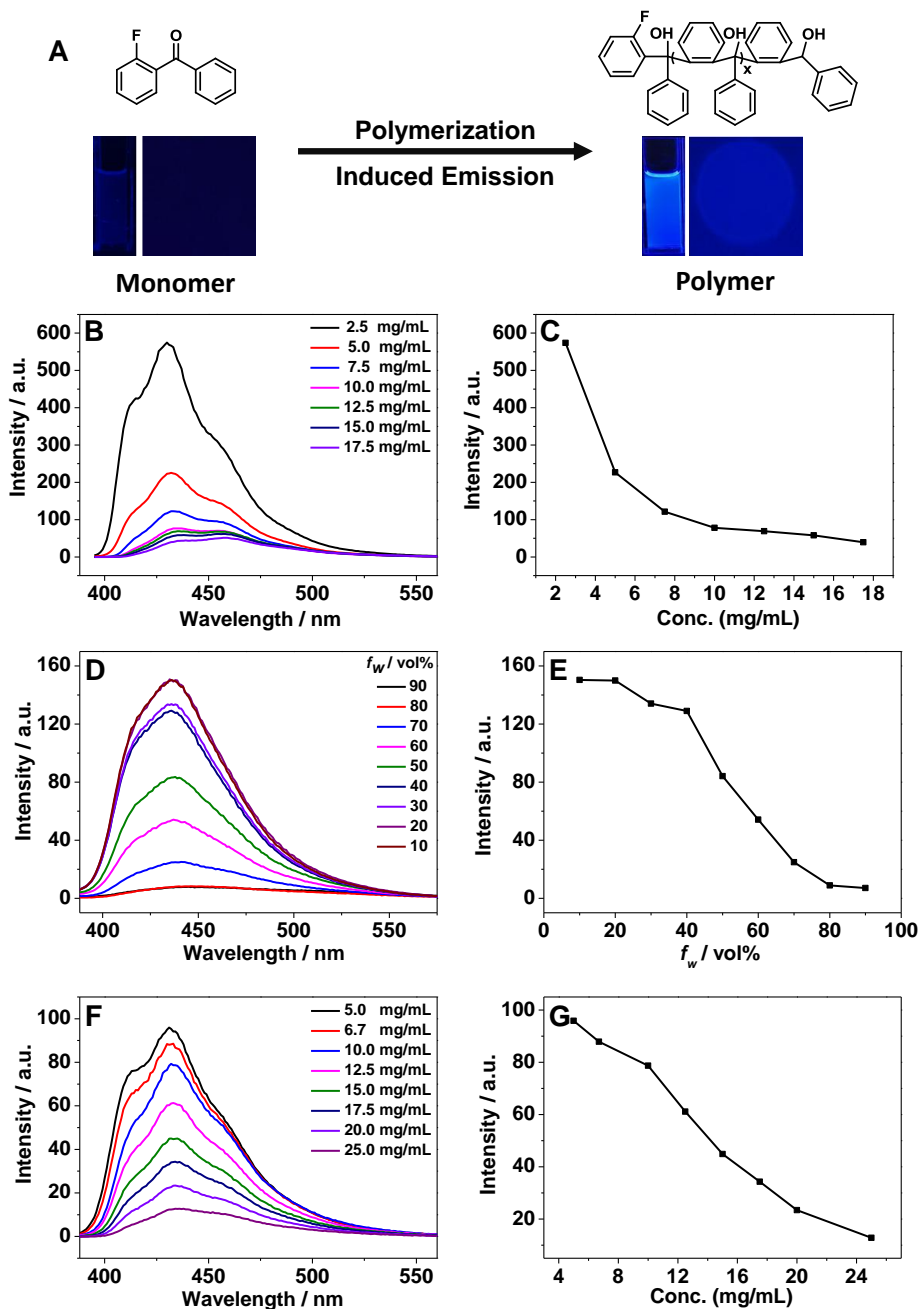 A
F
O
F
OH
OH
OH
x
Polymerization
Induced Emission
Monomer
Polymer
B
2.5 mg/mL
5.0 mg/mL
7.5 mg/mL
10.0 mg/mL
12.5 mg/mL
15.0 mg/mL
17.5 mg/mL
600
500
400
300
200
100
0
Intensity / a.u.
400 450 500 550
Wavelength / nm
C
600
500
400
300
200
100
0
Intensity / a.u.
2 4 6 8 10 12 14 16 18
Conc. (mg/mL)
D
fw / vol%
90
80
70
60
50
40
30
20
10
160
120
80
40
0
Intensity / a.u.
400 450 500 550
Wavelength / nm
E
160
120
80
40
0
Intensity / a.u.
0 20 40 60 80 100
fw / vol%
F
5.0 mg/mL
6.7 mg/mL
10.0 mg/mL
12.5 mg/mL
15.0 mg/mL
17.5 mg/mL
20.0 mg/mL
25.0 mg/mL
100
80
60
40
20
0
Intensity / a.u.
400 450 500 550
Wavelength / nm
G
100
80
60
40
20
Intensity / a.u.
4 8 12 16 20 24
Conc. (mg/mL)